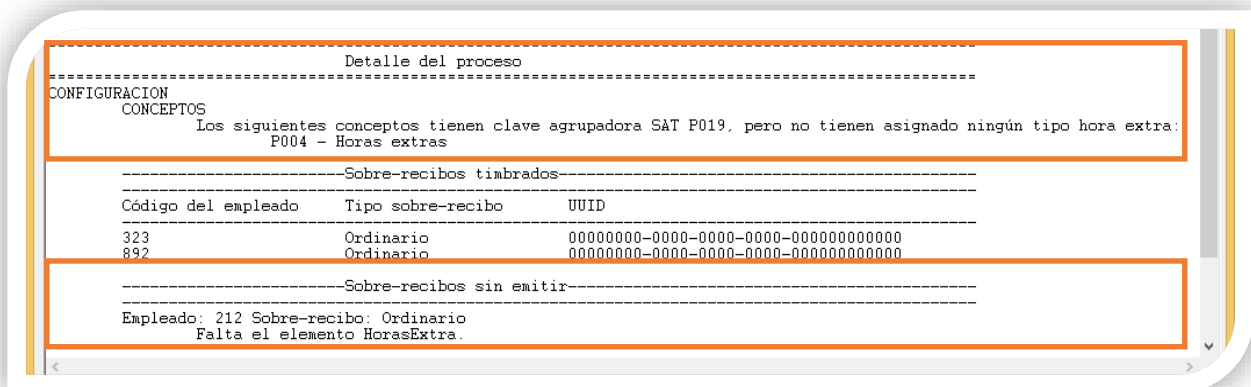 Detalle del proceso
CONFIGURACION
CONCEPTOS
Los siguientes conceptos tienen clave agrupadora SAT P019, pero no tienen asignado ningún tipo hora extra:
P004 - Horas extras
------------------------Sobre-recibos timbrados---------------------------------------------
Código del empleado Tipo sobre-recibo UUID
323 Ordinario 00000000-0000-0000-0000-000000000000
892 Ordinario 00000000-0000-0000-0000-000000000000
------------------------Sobre-recibos sin emitir--------------------------------------------
Empleado: 212 Sobre-recibo: Ordinario
Falta el elemento HorasExtra.